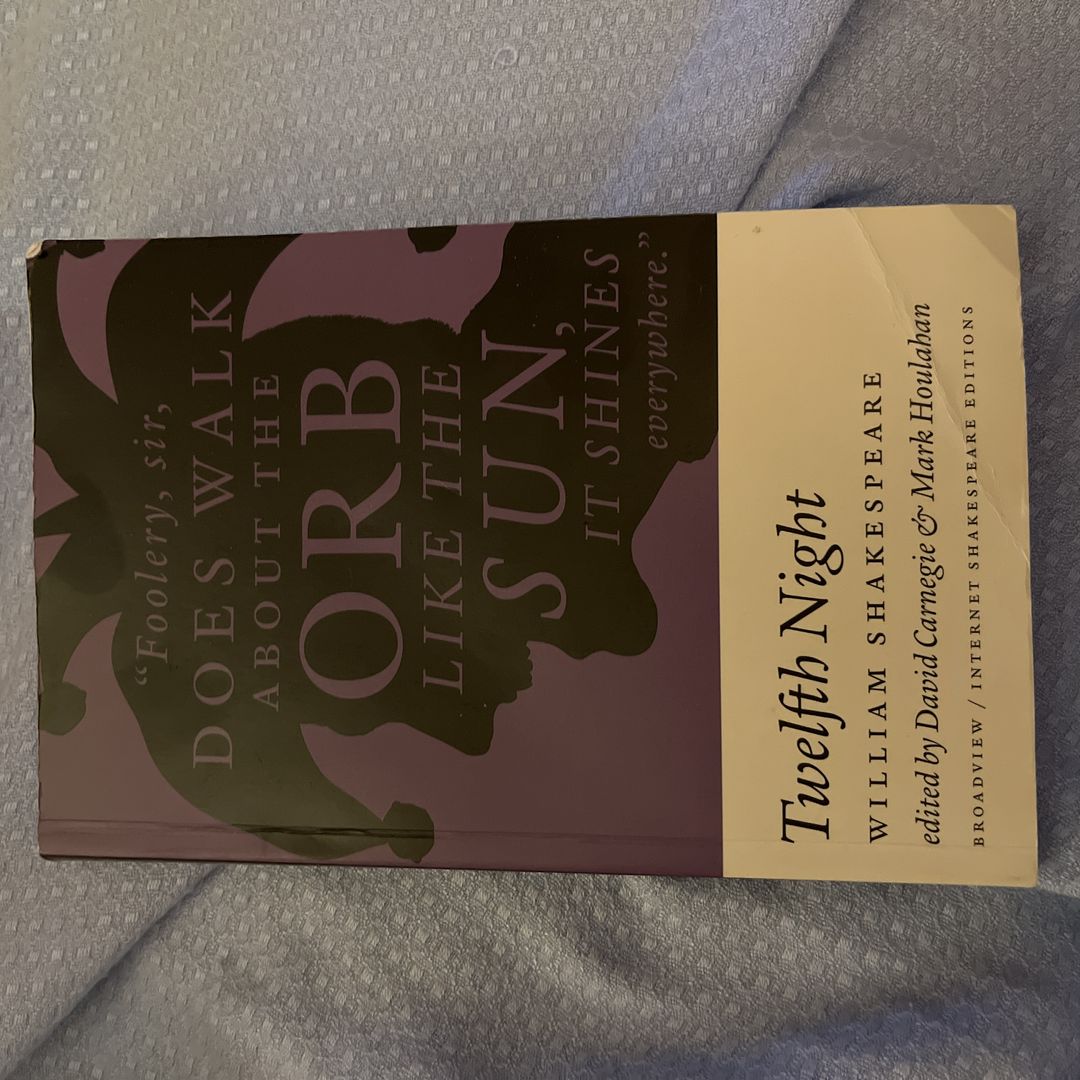 “Foolery, sir,
DOES WALK
ABOUT THE
ORB
LIKE THE
SUN,
IT SHINES
everywhere.”
Twelfth Night
WILLIAM SHAKESPEARE
edited by David Carnegie & Mark Houlahan
BROADVIEW / INTERNET SHAKESPEARE EDITIONS